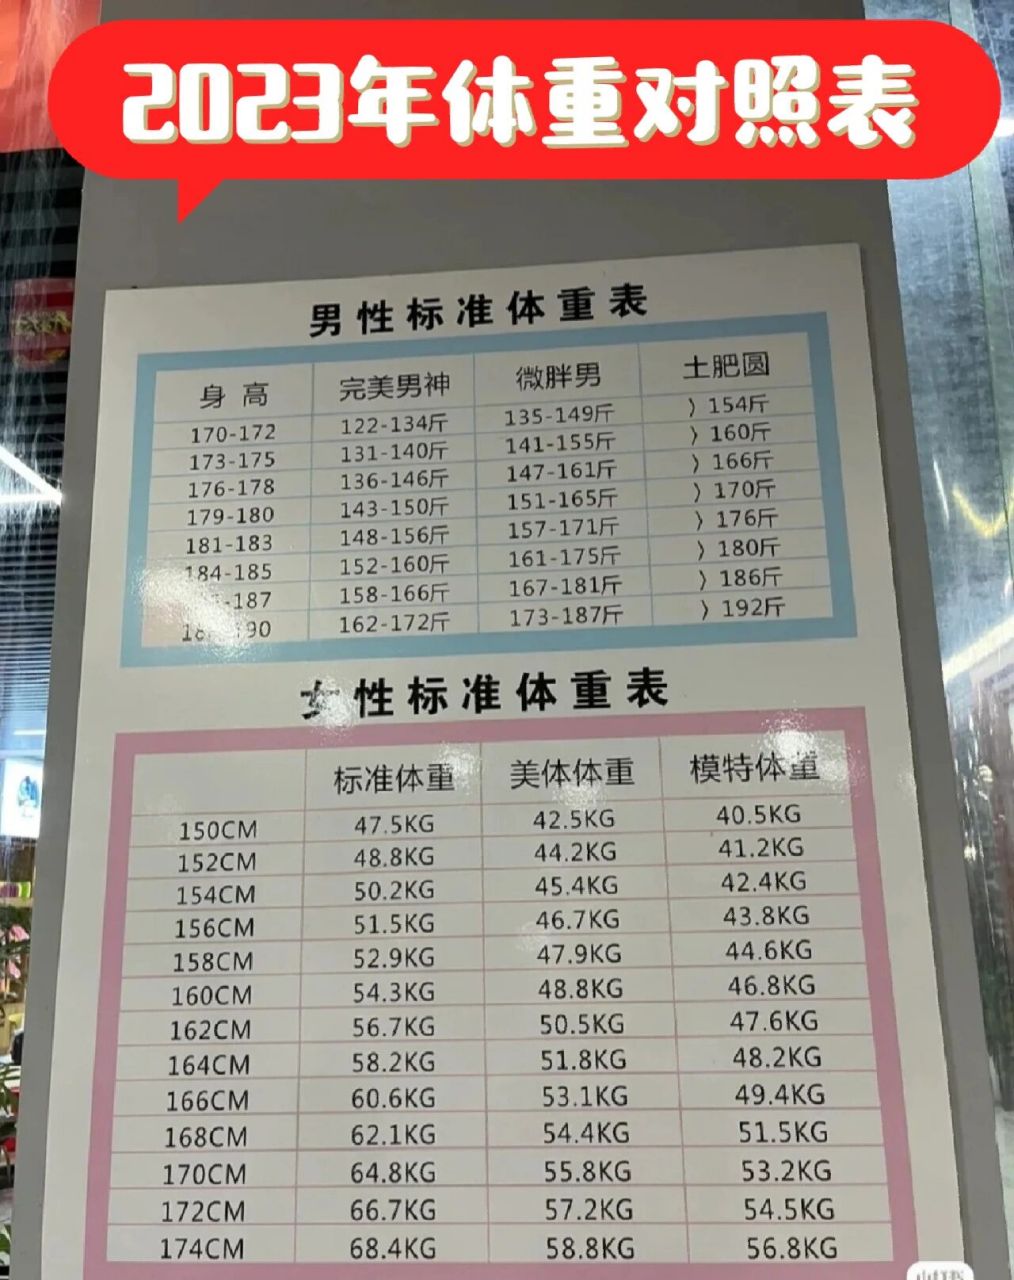 2023年体重对照表
男性标准体重表
身高 完美男神 微胖男 土肥圆
170-172 122-134斤 135-149斤 〉154斤
173-175 131-140斤 141-155斤 〉160斤
176-178 136-146斤 147-161斤 〉166斤
179-180 143-150斤 151-165斤 〉170斤
181-183 148-156斤 157-171斤 〉176斤
184-185 152-160斤 161-175斤 〉180斤
-187 158-166斤 167-181斤 〉186斤
162-172斤 173-187斤 〉192斤
女性标准体重表
标准体重 美体体重 模特体重
150CM 47.5KG 42.5KG 40.5KG
152CM 48.8KG 44.2KG 41.2KG
154CM 50.2KG 45.4KG 42.4KG
156CM 51.5KG 46.7KG 43.8KG
158CM 52.9KG 47.9KG 44.6KG
160CM 54.3KG 48.8KG 46.8KG
162CM 56.7KG 50.5KG 47.6KG
164CM 58.2KG 51.8KG 48.2KG
166CM 60.6KG 53.1KG 49.4KG
168CM 62.1KG 54.4KG 51.5KG
170CM 64.8KG 55.8KG 53.2KG
172CM 66.7KG 57.2KG 54.5KG
174CM 68.4KG 58.8KG 56.8KG